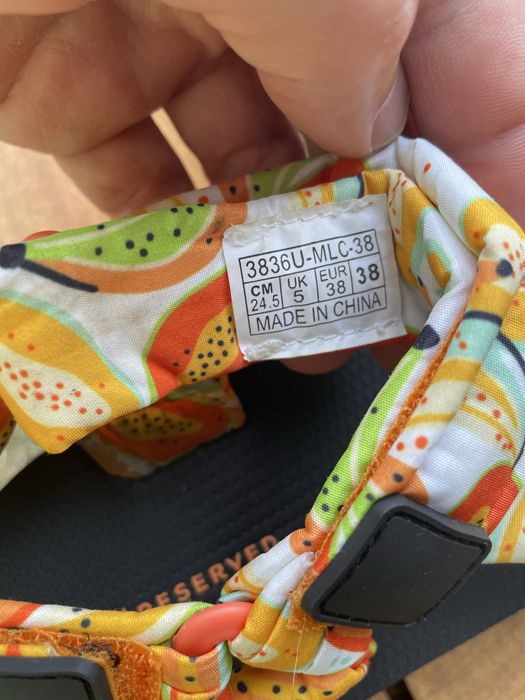 3836U-MLC-38
CM UK EUR 38
24.5 5 38
MADE IN CHINA
RESERVED